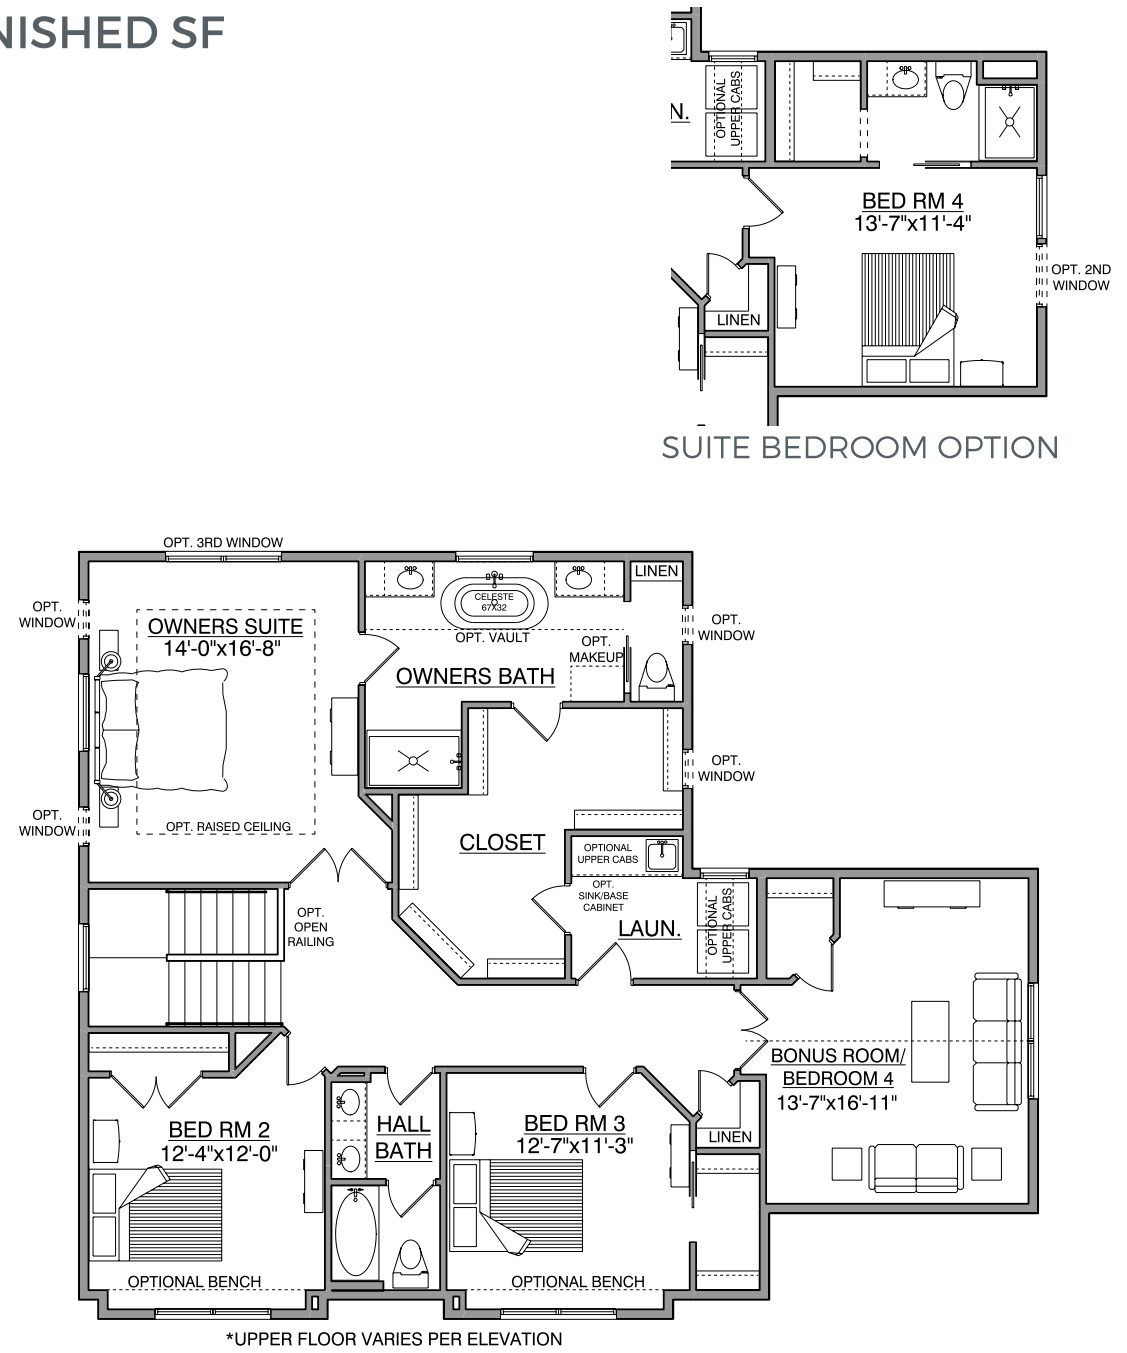 NISHED SF
N.
OPTIONAL
UPPER CABS
BED RM 4
13'-7"x11'-4"
OPT. 2ND
WINDOW
LINEN
SUITE BEDROOM OPTION
OPT. 3RD WINDOW
LINEN
OPT.
WINDOW
OWNERS SUITE
14'-0"x16'-8"
CELESTE
67X32
OPT. VAULT
OPT.
MAKEUP
OPT.
WINDOW
OWNERS BATH
OPT.
WINDOW
OPT.
WINDOW
OPT. RAISED CEILING
CLOSET
OPTIONAL
UPPER CABS
OPT.
SINK/BASE
CABINET
OPT.
OPEN
RAILING
LAUN.
OPTIONAL
UPPER CABS
BONUS ROOM/
BEDROOM 4
13'-7"x16'-11"
BED RM 2
12'-4"x12'-0"
HALL
BATH
BED RM 3
12'-7"x11'-3"
LINEN
OPTIONAL BENCH
OPTIONAL BENCH
*UPPER FLOOR VARIES PER ELEVATION